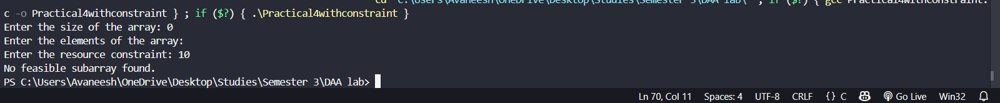 cd "c:\Users\Avaneesh\OneDrive\Desktop\Studies\Semester 3\DAA lab\" ; if ($?) { gcc Practical4withconstraint.
c -o Practical4withconstraint } ; if ($?) { .\Practical4withconstraint }
Enter the size of the array: 0
Enter the elements of the array:
Enter the resource constraint: 10
No feasible subarray found.
PS C:\Users\Avaneesh\OneDrive\Desktop\Studies\Semester 3\DAA lab>
Ln 70, Col 11 Spaces: 4 UTF-8 CRLF {} C Go Live Win32